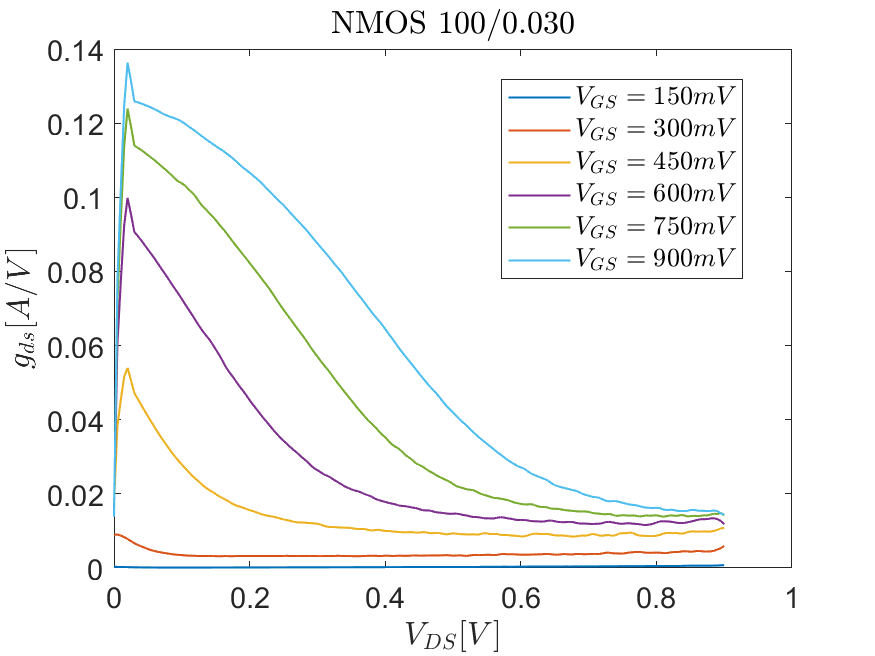 NMOS 100/0.030
0.14
0.12
0.1
0.08
0.06
0.04
0.02
0
g_{ds}[A/V]
V_{GS} = 150mV
V_{GS} = 300mV
V_{GS} = 450mV
V_{GS} = 600mV
V_{GS} = 750mV
V_{GS} = 900mV
0 0.2 0.4 0.6 0.8 1
V_{DS}[V]